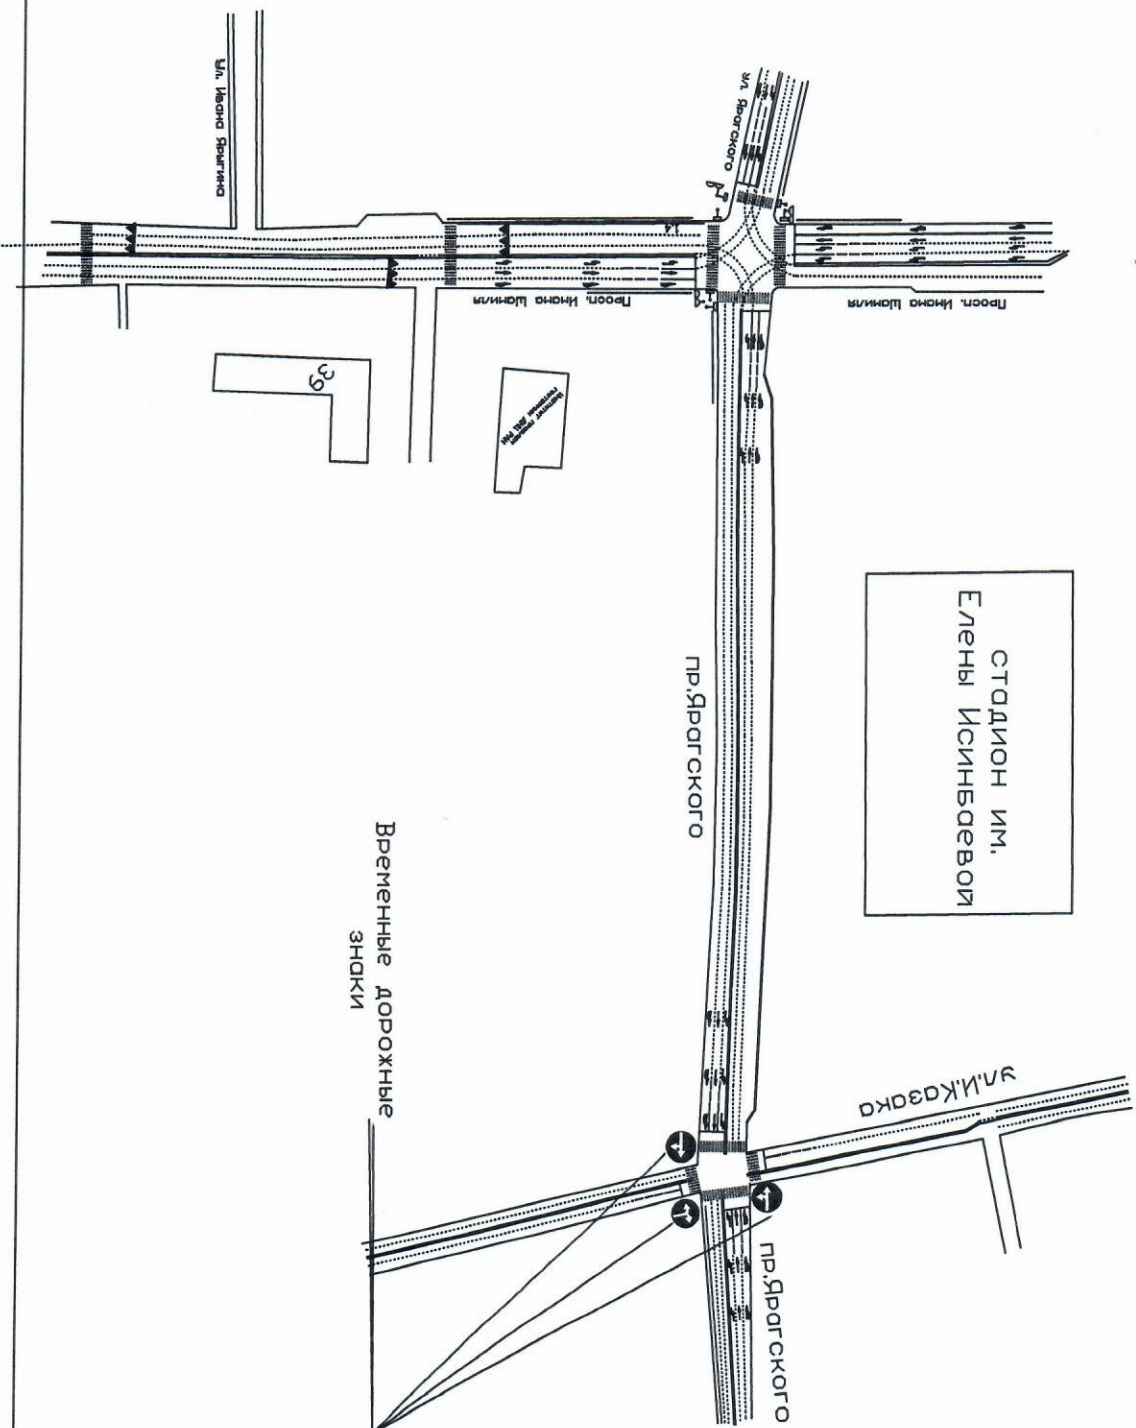 ул. Ивана Ярыгина
ул. Ярагского
Просп. Имама Шамиля
Просп. Имама Шамиля
39
стадион им.
Елены Исинбаевой
пр.Ярагского
Временные дорожные
знаки
ул.И.Казака
пр.Ярагского